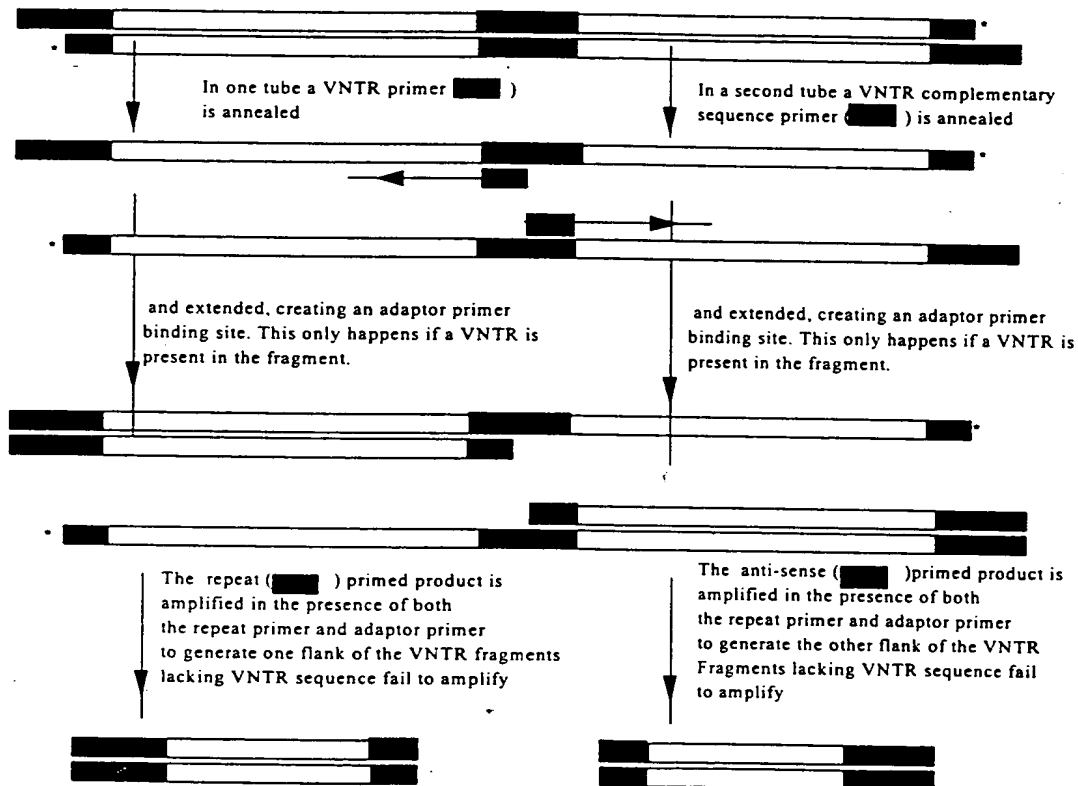 In one tube a VNTR primer )
is annealed
In a second tube a VNTR complementary
sequence primer ( ) is annealed
and extended, creating an adaptor primer
binding site. This only happens if a VNTR is
present in the fragment.
and extended, creating an adaptor primer
binding site. This only happens if a VNTR is
present in the fragment.
The repeat ( ) primed product is
amplified in the presence of both
the repeat primer and adaptor primer
to generate one flank of the VNTR fragments
lacking VNTR sequence fail to amplify
The anti-sense ( )primed product is
amplified in the presence of both
the repeat primer and adaptor primer
to generate the other flank of the VNTR
Fragments lacking VNTR sequence fail
to amplify